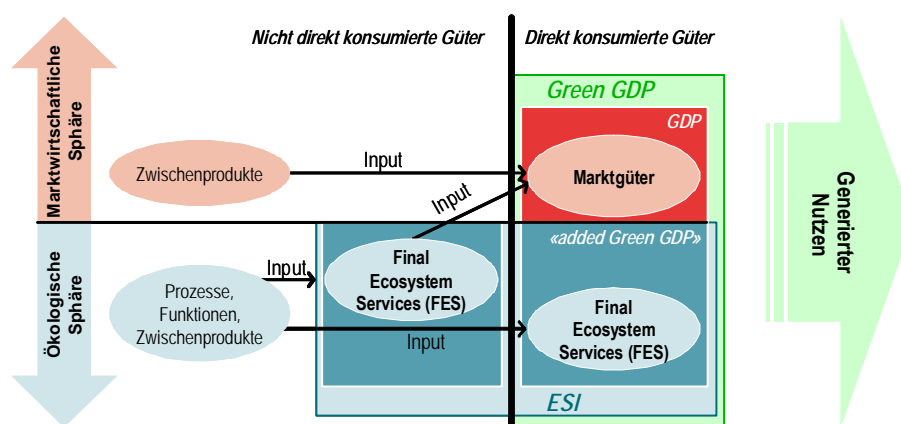 Nicht direkt konsumierte Güter
Direkt konsumierte Güter
Marktwirtschaftliche
Sphäre
Green GDP
GDP
Zwischenprodukte
Input
Marktgüter
Input
Generierter
Nutzen
Ökologische
Sphäre
«added Green GDP»
Prozesse,
Funktionen,
Zwischenprodukte
Input
Final
Ecosystem
Services (FES)
Input
Final
Ecosystem
Services (FES)
ESI